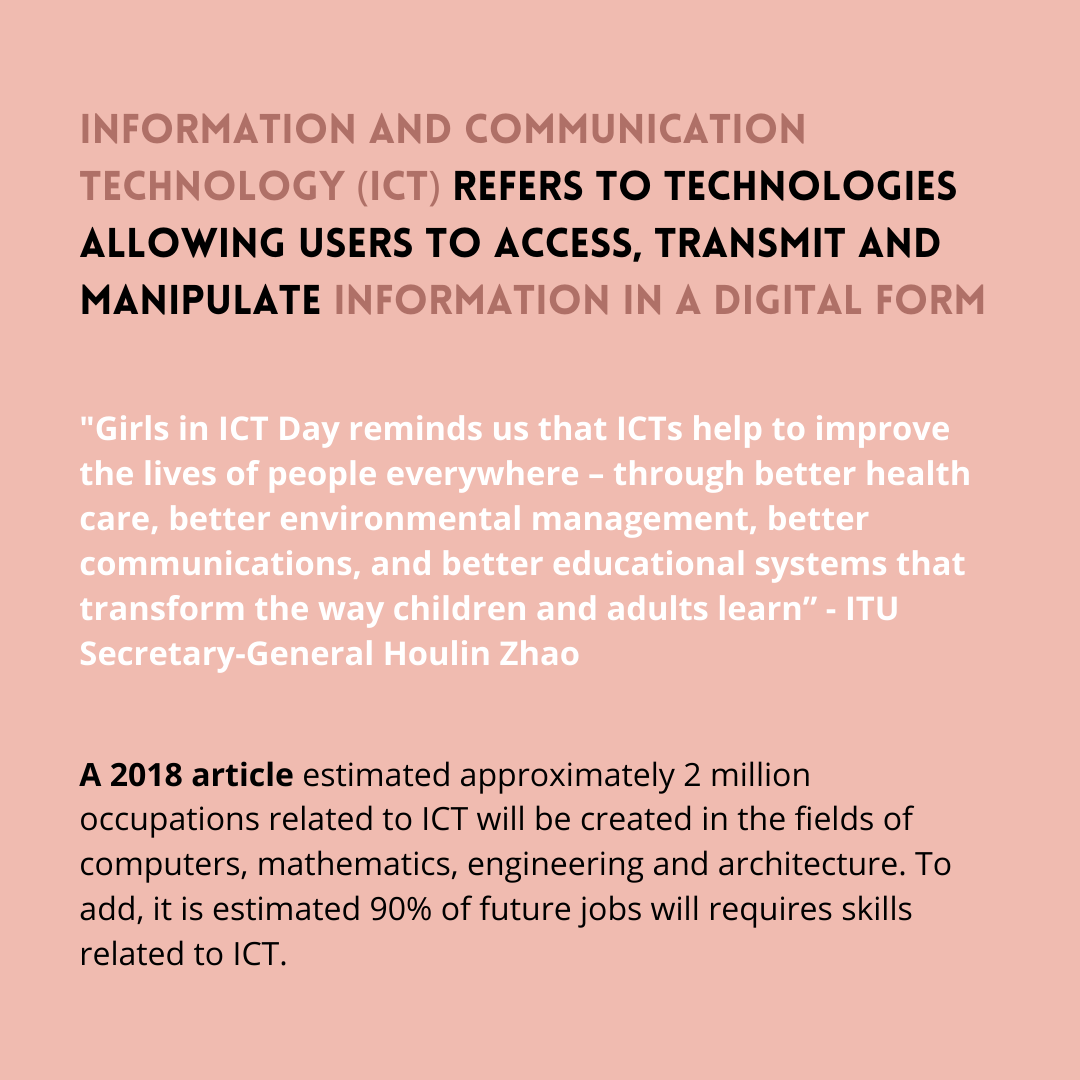 INFORMATION AND COMMUNICATION
TECHNOLOGY (ICT) REFERS TO TECHNOLOGIES
ALLOWING USERS TO ACCESS, TRANSMIT AND
MANIPULATE INFORMATION IN A DIGITAL FORM
"Girls in ICT Day reminds us that ICTs help to improve
the lives of people everywhere – through better health
care, better environmental management, better
communications, and better educational systems that
transform the way children and adults learn” - ITU
Secretary-General Houlin Zhao
A 2018 article estimated approximately 2 million
occupations related to ICT will be created in the fields of
computers, mathematics, engineering and architecture. To
add, it is estimated 90% of future jobs will requires skills
related to ICT.